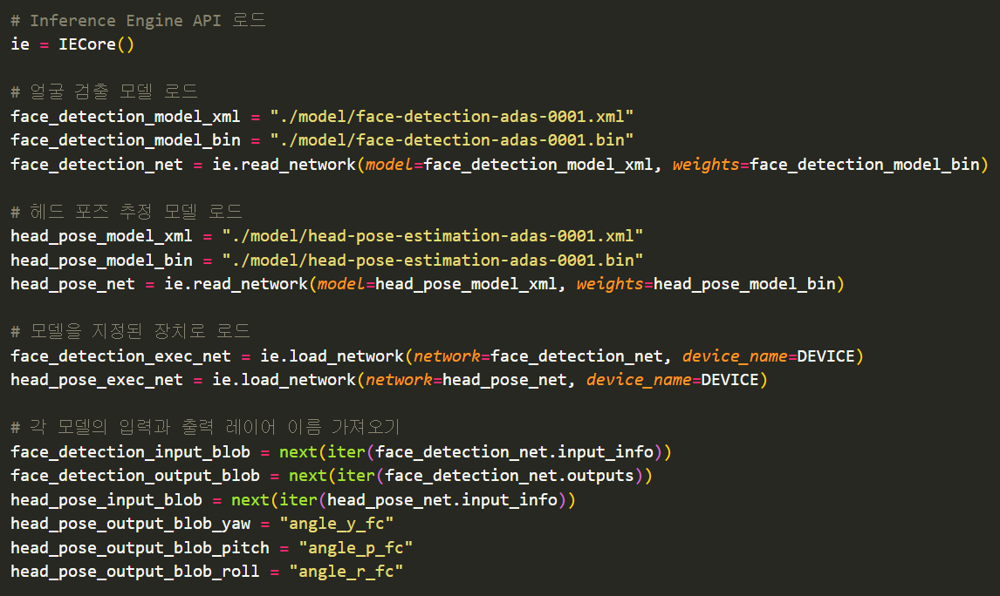 # Inference Engine API 로드
ie = IECore()
# 얼굴 검출 모델 로드
face_detection_model_xml = "./model/face-detection-adas-0001.xml"
face_detection_model_bin = "./model/face-detection-adas-0001.bin"
face_detection_net = ie.read_network(model=face_detection_model_xml, weights=face_detection_model_bin)
# 헤드 포즈 추정 모델 로드
head_pose_model_xml = "./model/head-pose-estimation-adas-0001.xml"
head_pose_model_bin = "./model/head-pose-estimation-adas-0001.bin"
head_pose_net = ie.read_network(model=head_pose_model_xml, weights=head_pose_model_bin)
# 모델을 지정된 장치로 로드
face_detection_exec_net = ie.load_network(network=face_detection_net, device_name=DEVICE)
head_pose_exec_net = ie.load_network(network=head_pose_net, device_name=DEVICE)
# 각 모델의 입력과 출력 레이어 이름 가져오기
face_detection_input_blob = next(iter(face_detection_net.input_info))
face_detection_output_blob = next(iter(face_detection_net.outputs))
head_pose_input_blob = next(iter(head_pose_net.input_info))
head_pose_output_blob_yaw = "angle_y_fc"
head_pose_output_blob_pitch = "angle_p_fc"
head_pose_output_blob_roll = "angle_r_fc"